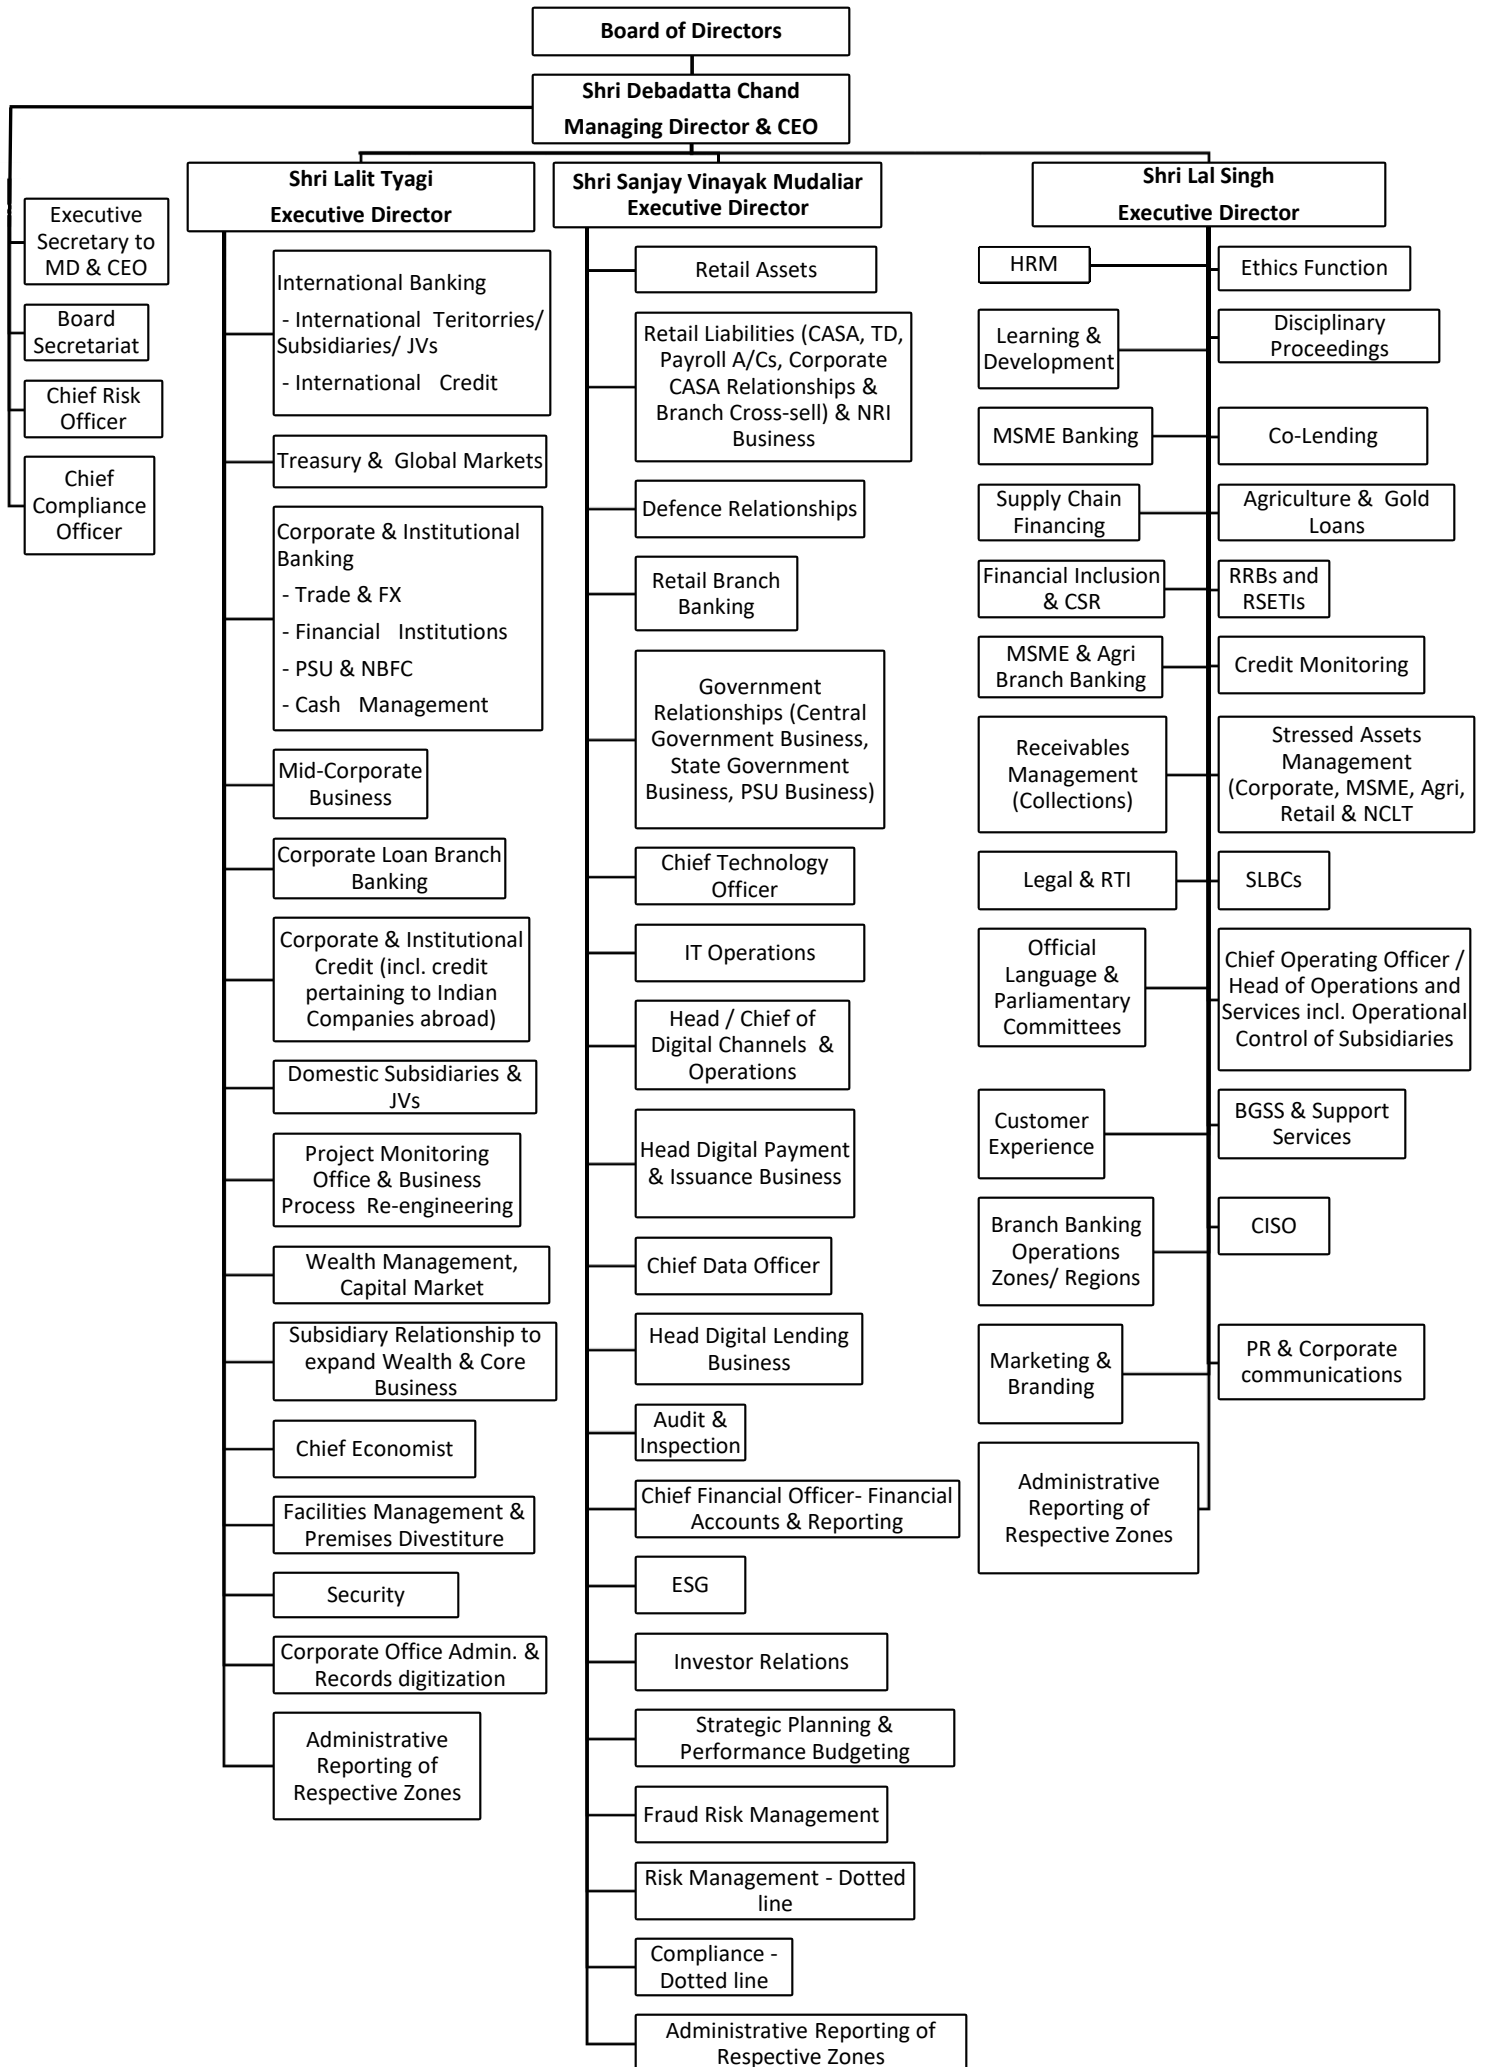 Board of Directors
Shri Debadatta Chand
Managing Director & CEO
Executive
Secretary to
MD & CEO
Board
Secretariat
Chief Risk
Officer
Chief
Compliance
Officer
Shri Lalit Tyagi
Executive Director
International Banking
- International Teritorries/
Subsidiaries/ JVs
- International Credit
Treasury & Global Markets
Corporate & Institutional
Banking
- Trade & FX
- Financial Institutions
- PSU & NBFC
- Cash Management
Mid-Corporate
Business
Corporate Loan Branch
Banking
Corporate & Institutional
Credit (incl. credit
pertaining to Indian
Companies abroad)
Domestic Subsidiaries &
JVs
Project Monitoring
Office & Business
Process Re-engineering
Wealth Management,
Capital Market
Subsidiary Relationship to
expand Wealth & Core
Business
Chief Economist
Facilities Management &
Premises Divestiture
Security
Corporate Office Admin. &
Records digitization
Administrative
Reporting of
Respective Zones
Shri Sanjay Vinayak Mudaliar
Executive Director
Retail Assets
Retail Liabilities (CASA, TD,
Payroll A/Cs, Corporate
CASA Relationships &
Branch Cross-sell) & NRI
Business
Defence Relationships
Retail Branch
Banking
Government
Relationships (Central
Government Business,
State Government
Business, PSU Business)
Chief Technology
Officer
IT Operations
Head / Chief of
Digital Channels &
Operations
Head Digital Payment
& Issuance Business
Chief Data Officer
Head Digital Lending
Business
Audit &
Inspection
Chief Financial Officer- Financial
Accounts & Reporting
ESG
Investor Relations
Strategic Planning &
Performance Budgeting
Fraud Risk Management
Risk Management - Dotted
line
Compliance -
Dotted line
Administrative Reporting of
Respective Zones
Shri Lal Singh
Executive Director
HRM
Ethics Function
Learning &
Development
Disciplinary
Proceedings
MSME Banking
Co-Lending
Supply Chain
Financing
Agriculture & Gold
Loans
Financial Inclusion
& CSR
RRBs and
RSETIs
MSME & Agri
Branch Banking
Credit Monitoring
Receivables
Management
(Collections)
Stressed Assets
Management
(Corporate, MSME, Agri,
Retail & NCLT
Legal & RTI
SLBCs
Official
Language &
Parliamentary
Committees
Chief Operating Officer /
Head of Operations and
Services incl. Operational
Control of Subsidiaries
Customer
Experience
BGSS & Support
Services
Branch Banking
Operations
Zones/ Regions
CISO
Marketing &
Branding
PR & Corporate
communications
Administrative
Reporting of
Respective Zones